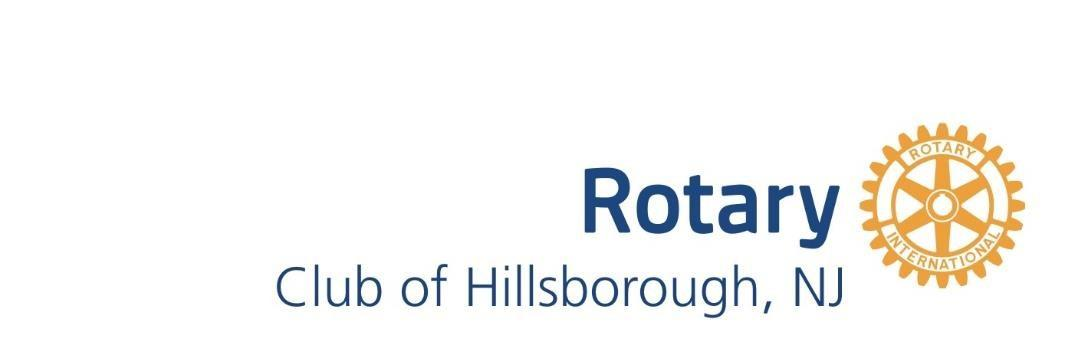 Rotary
Club of Hillsborough, NJ
ROTARY
INTERNATIONAL